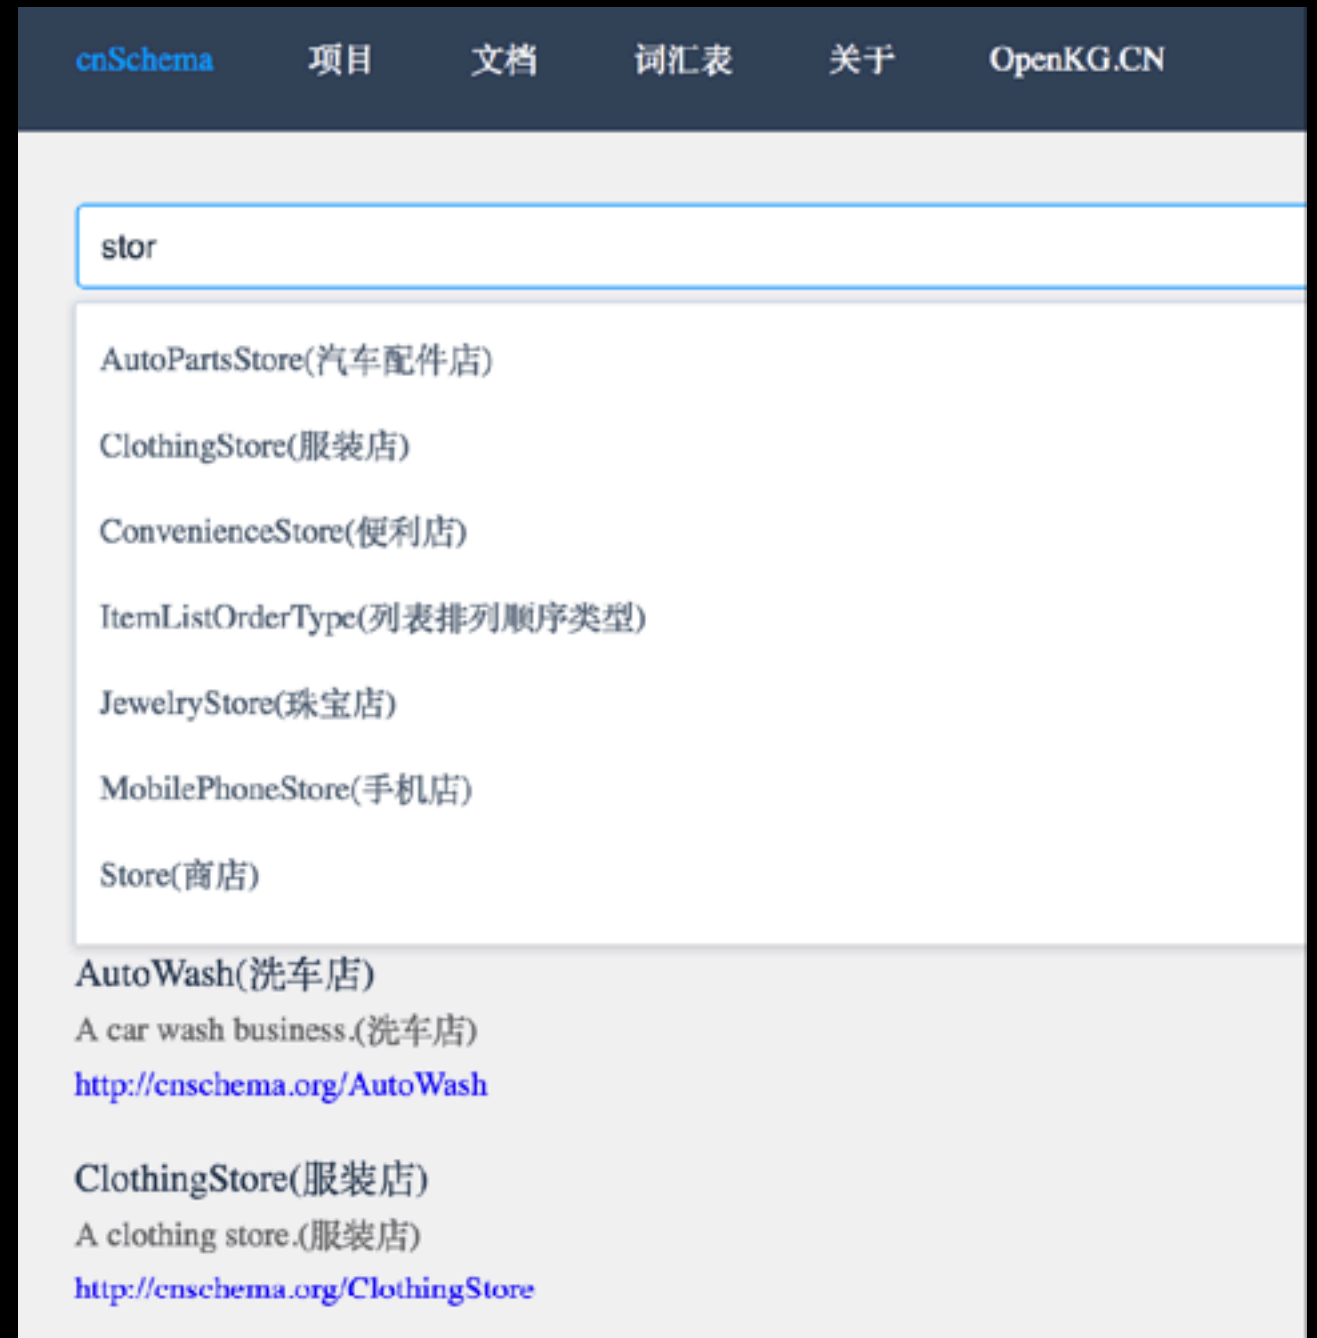 cnSchema 项目 文档 词汇表 关于 OpenKG.CN
stor
AutoPartsStore(汽车配件店)
ClothingStore(服装店)
ConvenienceStore(便利店)
ItemListOrderType(列表排列顺序类型)
JewelryStore(珠宝店)
MobilePhoneStore(手机店)
Store(商店)
AutoWash(洗车店)
A car wash business.(洗车店)
http://cnschema.org/AutoWash
ClothingStore(服装店)
A clothing store.(服装店)
http://cnschema.org/ClothingStore